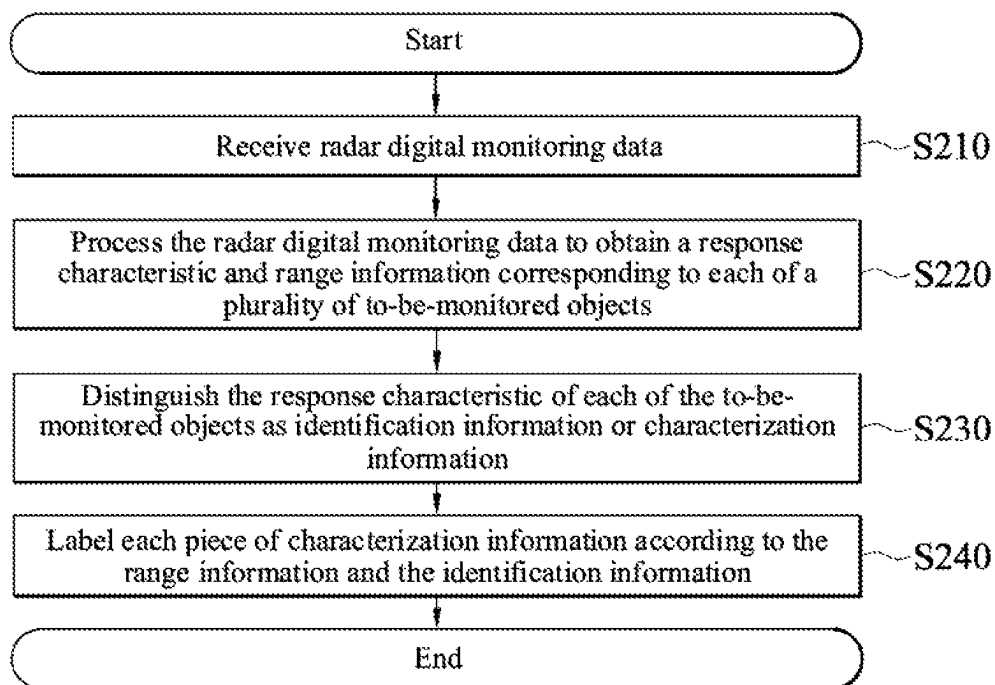 Start
Receive radar digital monitoring data
S210
Process the radar digital monitoring data to obtain a response
characteristic and range information corresponding to each of a
plurality of to-be-monitored objects
S220
Distinguish the response characteristic of each of the to-be-
monitored objects as identification information or characterization
information
S230
Label each piece of characterization information according to the
range information and the identification information
S240
End